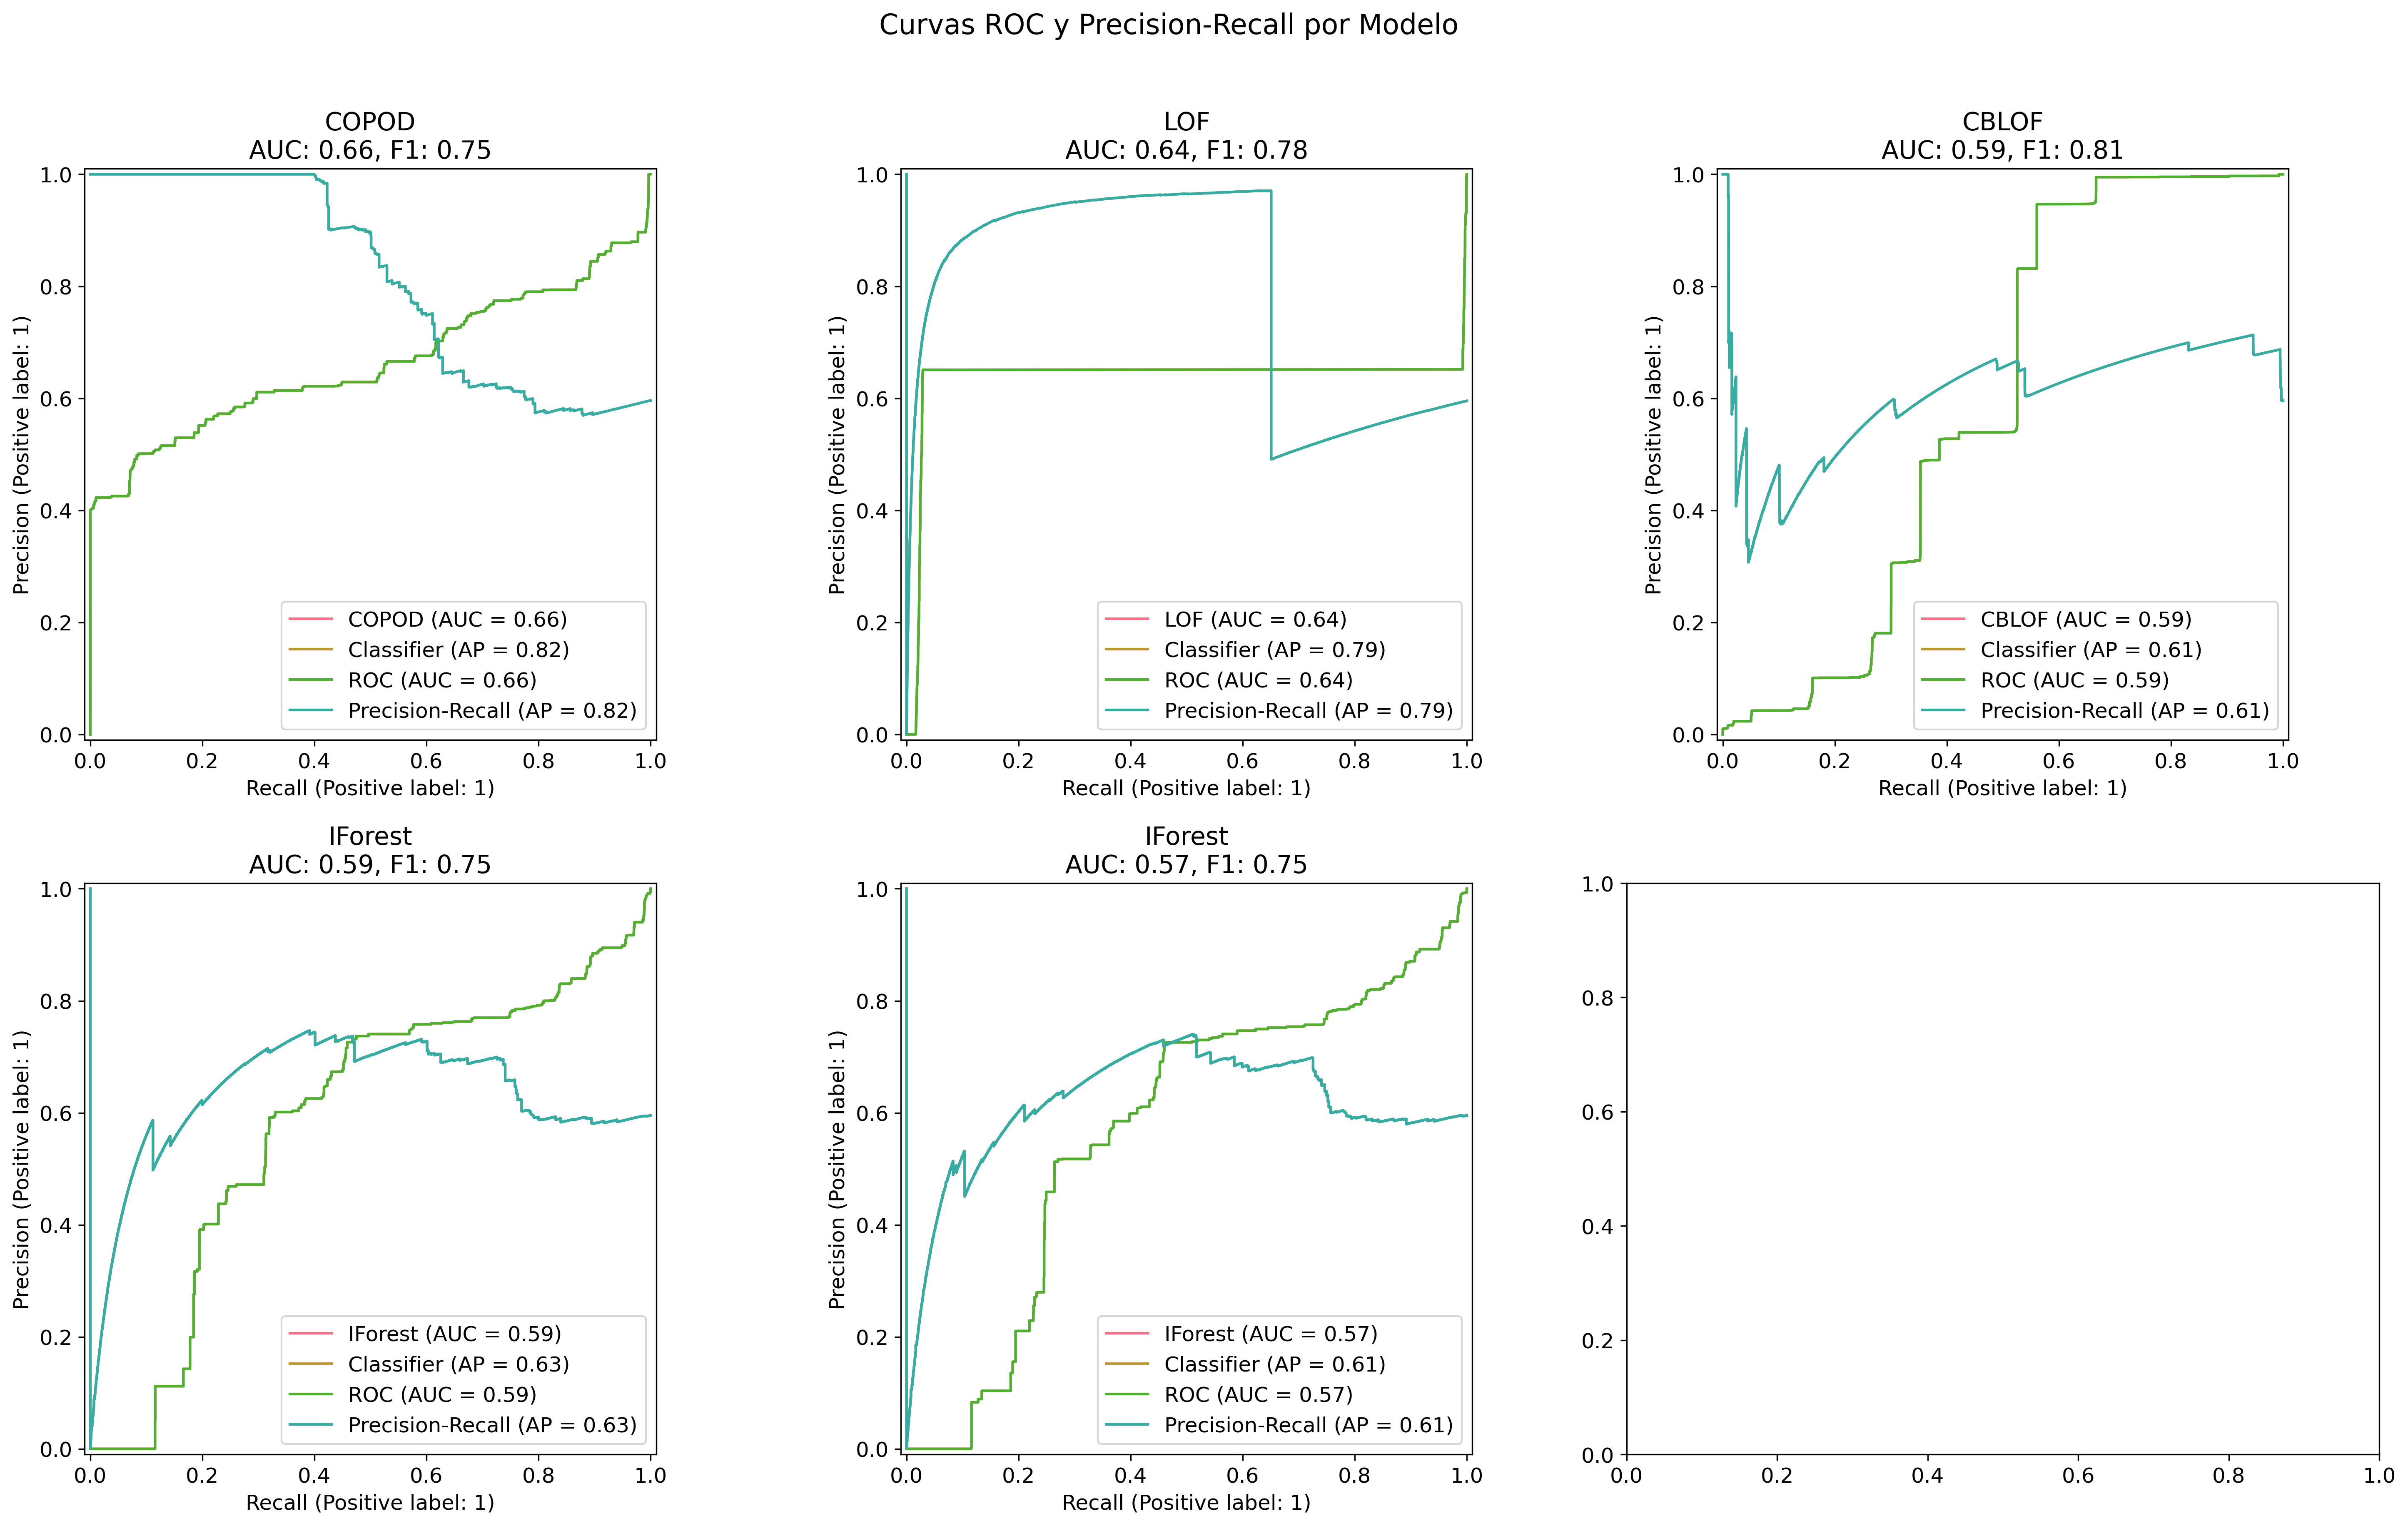 Curvas ROC y Precision-Recall por Modelo
COPOD
AUC: 0.66, F1: 0.75
1.0
0.8
0.6
0.4
0.2
0.0
Precision (Positive label: 1)
COPOD (AUC = 0.66)
Classifier (AP = 0.82)
ROC (AUC = 0.66)
Precision-Recall (AP = 0.82)
0.0 0.2 0.4 0.6 0.8 1.0
Recall (Positive label: 1)
LOF
AUC: 0.64, F1: 0.78
1.0
0.8
0.6
0.4
0.2
0.0
Precision (Positive label: 1)
LOF (AUC = 0.64)
Classifier (AP = 0.79)
ROC (AUC = 0.64)
Precision-Recall (AP = 0.79)
0.0 0.2 0.4 0.6 0.8 1.0
Recall (Positive label: 1)
CBLOF
AUC: 0.59, F1: 0.81
1.0
0.8
0.6
0.4
0.2
0.0
Precision (Positive label: 1)
CBLOF (AUC = 0.59)
Classifier (AP = 0.61)
ROC (AUC = 0.59)
Precision-Recall (AP = 0.61)
0.0 0.2 0.4 0.6 0.8 1.0
Recall (Positive label: 1)
IForest
AUC: 0.59, F1: 0.75
1.0
0.8
0.6
0.4
0.2
0.0
Precision (Positive label: 1)
IForest (AUC = 0.59)
Classifier (AP = 0.63)
ROC (AUC = 0.59)
Precision-Recall (AP = 0.63)
0.0 0.2 0.4 0.6 0.8 1.0
Recall (Positive label: 1)
IForest
AUC: 0.57, F1: 0.75
1.0
0.8
0.6
0.4
0.2
0.0
Precision (Positive label: 1)
IForest (AUC = 0.57)
Classifier (AP = 0.61)
ROC (AUC = 0.57)
Precision-Recall (AP = 0.61)
0.0 0.2 0.4 0.6 0.8 1.0
Recall (Positive label: 1)
1.0
0.8
0.6
0.4
0.2
0.0
0.0 0.2 0.4 0.6 0.8 1.0